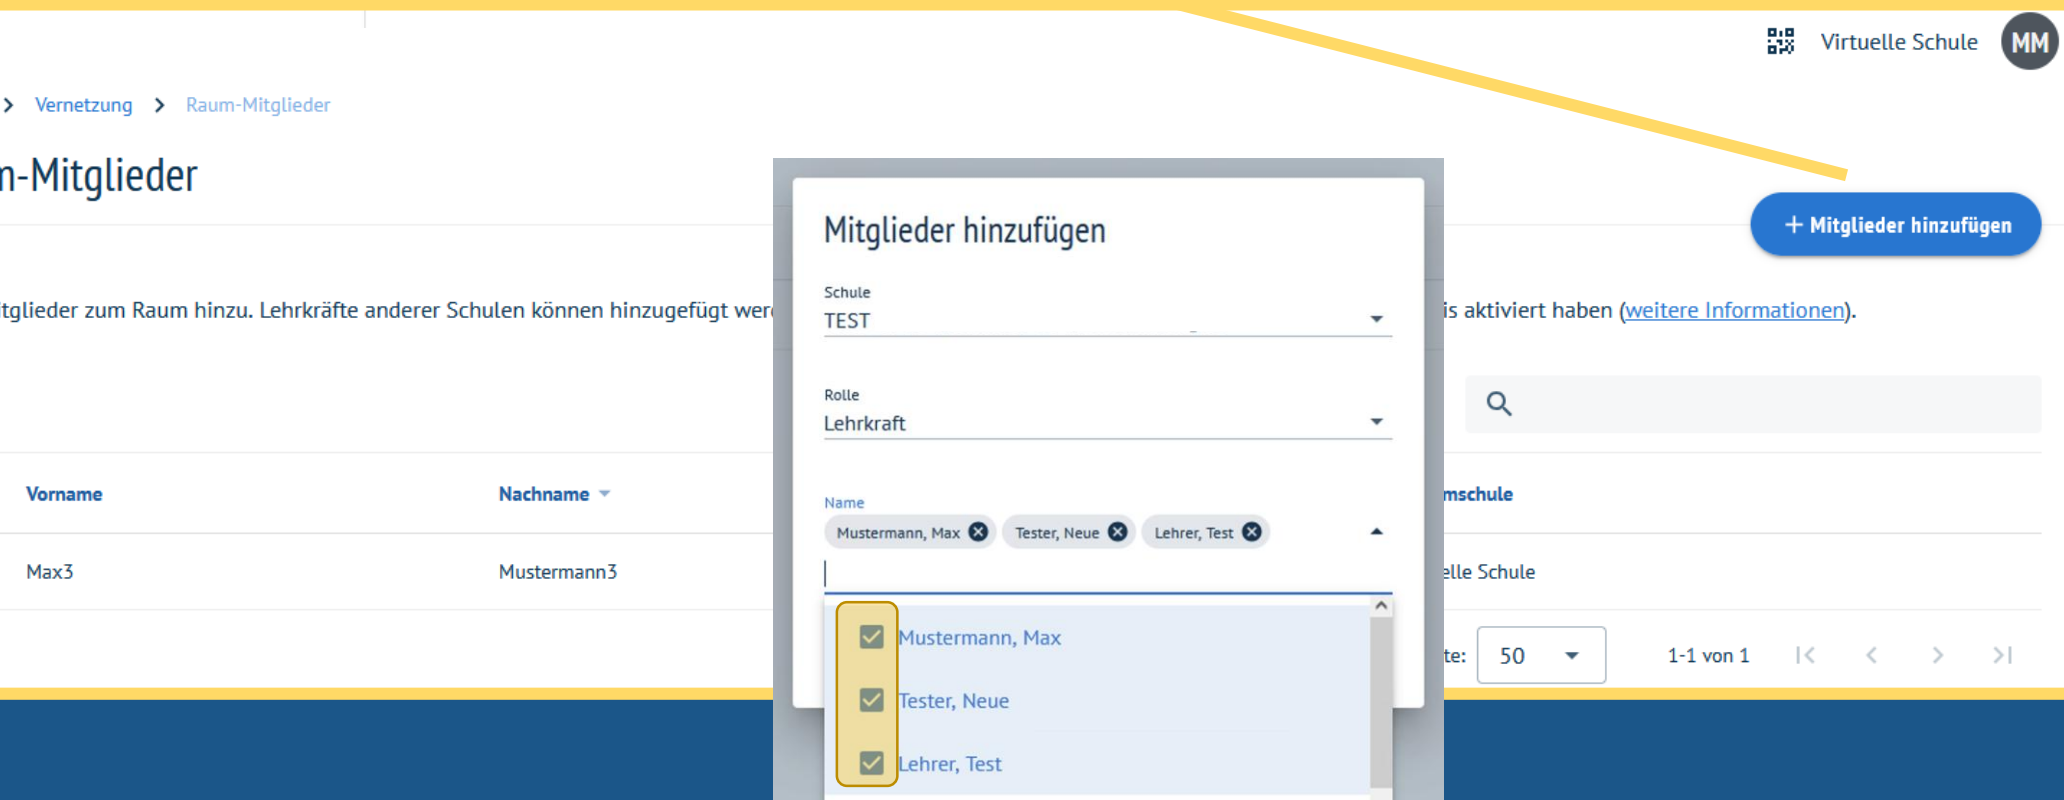 Virtuelle Schule MM
Vernetzung > Raum-Mitglieder
-Mitglieder
+ Mitglieder hinzufügen
Mitglieder hinzufügen
tglieder zum Raum hinzu. Lehrkräfte anderer Schulen können hinzugefügt wer
is aktiviert haben (weitere Informationen).
Schule
TEST
Rolle
Lehrkraft
Name
Mustermann, Max
Tester, Neue
Lehrer, Test
Mustermann, Max
Tester, Neue
Lehrer, Test
Vorname Nachname mschule
Max3 Mustermann3 elle Schule
te: 50 1-1 von 1